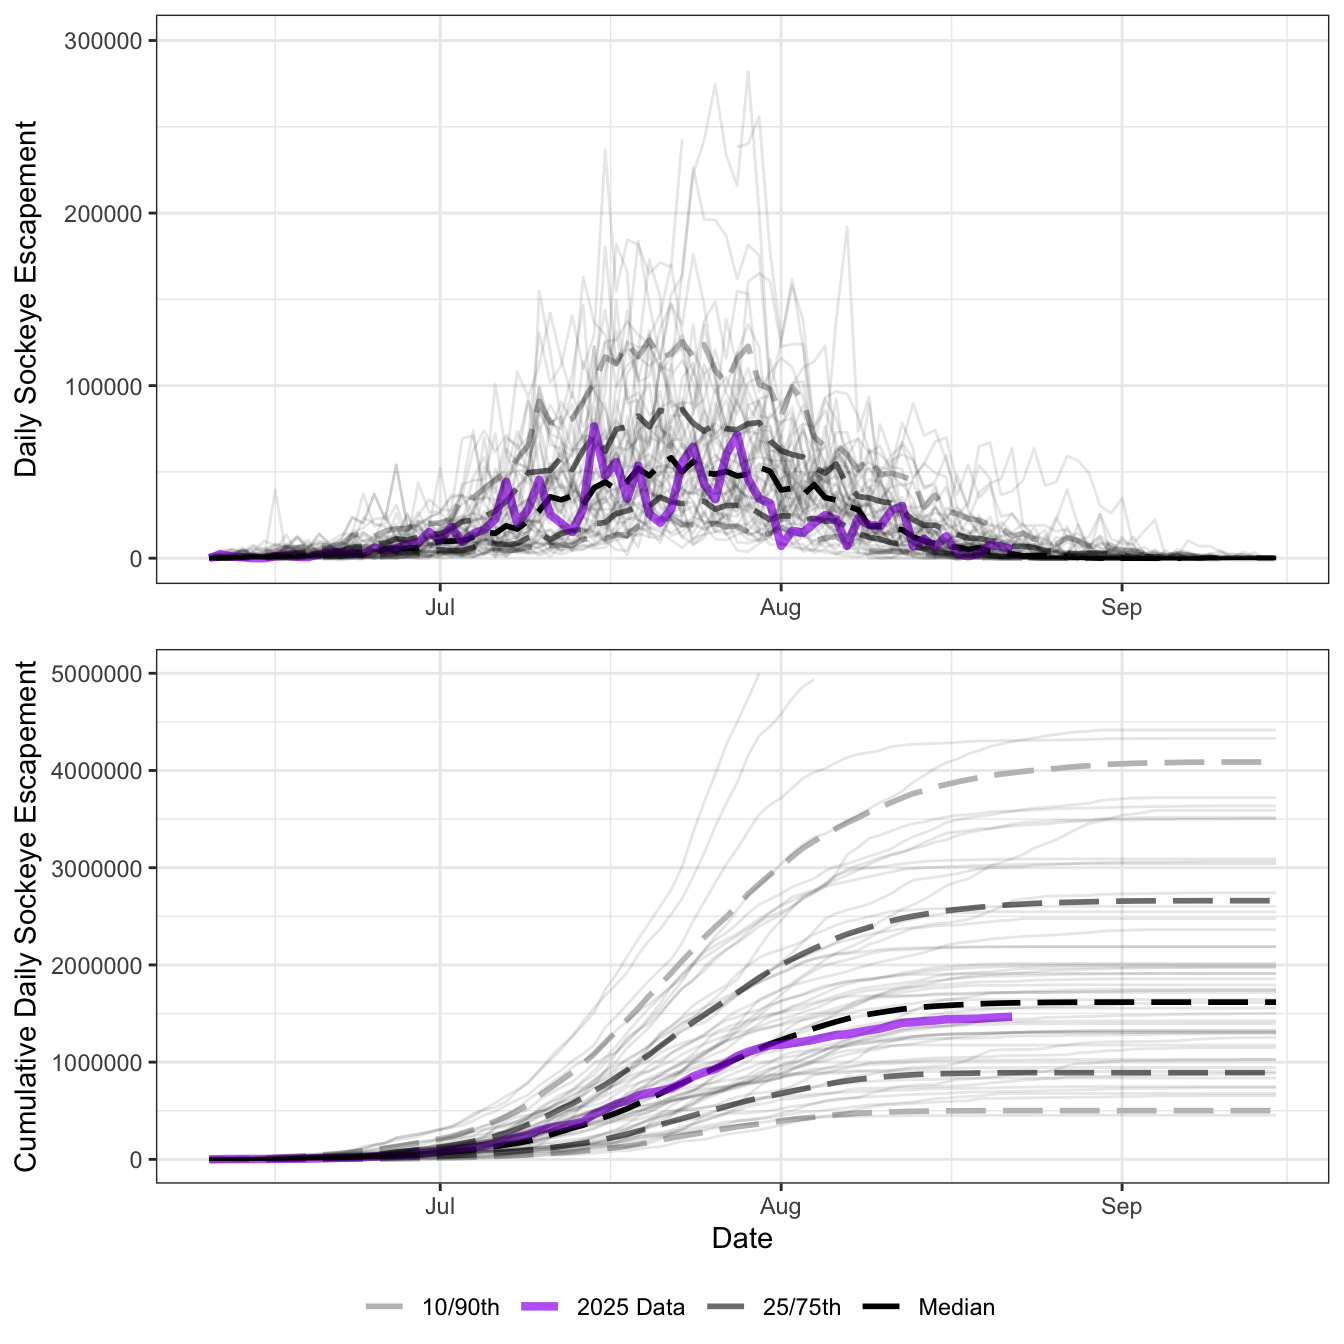 Daily Sockeye Escapement
300000
200000
100000
0
Jul
Aug
Sep
Cumulative Daily Sockeye Escapement
5000000
4000000
3000000
2000000
1000000
0
Jul
Aug
Sep
Date
10/90th
2025 Data
25/75th
Median